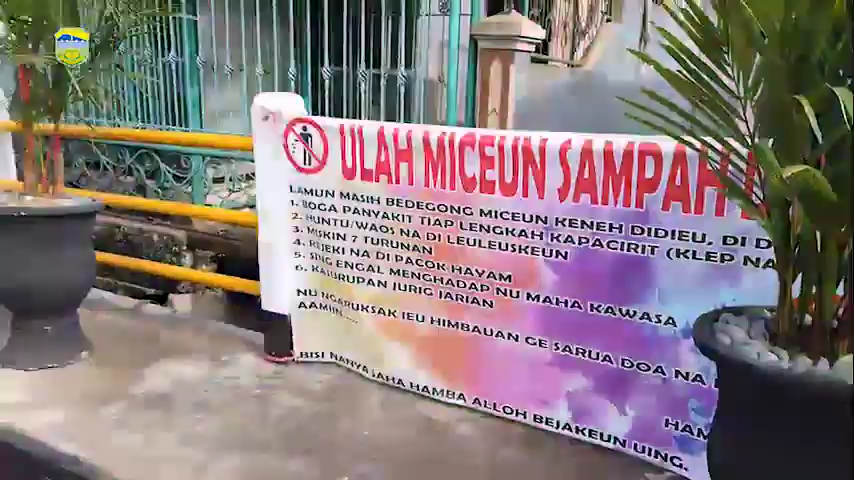 ULAH MICEUN SAMPAH
LAMUN MASIH BEDEGONG MICEUN KENEH DIDIEU, DI
1. BOGA PANYAKIT TIAP LENGKAH KAPACIRIT (KLEP
2. HUNTU/WAOS NA DI LEULEUSKEUN
3. MISKIN 7 TURUNAN
4. REJEKI NA DI PACOK HAYAM
5. SING ENGAL MENGHADAP NU MAHA KAWASA
6. KASURUPAN JURIG JARIAN
NU NGARUKSAK IEU HIMBAUAN GE SARUA DOA NA
AAMIIN.....
HAM
BISI NANYA SAHA HAMBA ALLOH BEJAKEUN UING.